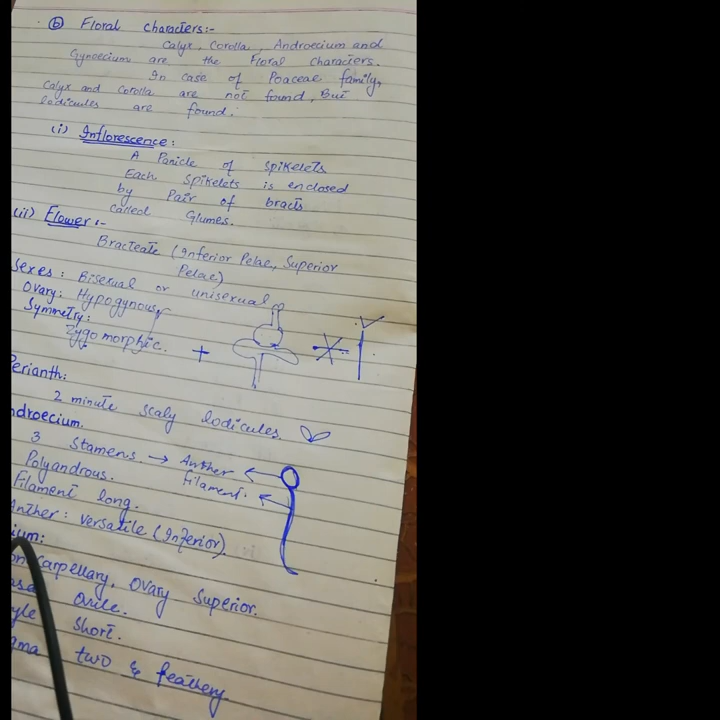 (b) Floral characters:-
Calyx, Corolla, Androecium and
Gynoecium are the Floral characters.
In case of Poaceae family,
Calyx and Corolla are not found, But
lodicules are found.
(i) Inflorescence:
A Panicle of spikelets
Each spikelets is enclosed
by Pair of bracts
called Glumes.
(ii) Flower:-
Bracteate (Inferior Pelae, Superior
Pelae)
Sexes: Bisexual or unisexual
Ovary: Hypogynous
Symmetry:
Zygomorphic.
Perianth:
2 minute scaly lodicules.
ndroecium.
3 Stamens. → Anther
Filament.
Polyandrous.
Filament long.
Anther: versatile (Inferior)
ium:
carpellary, Ovary Superior.
Ovule.
yle short.
two & feathery